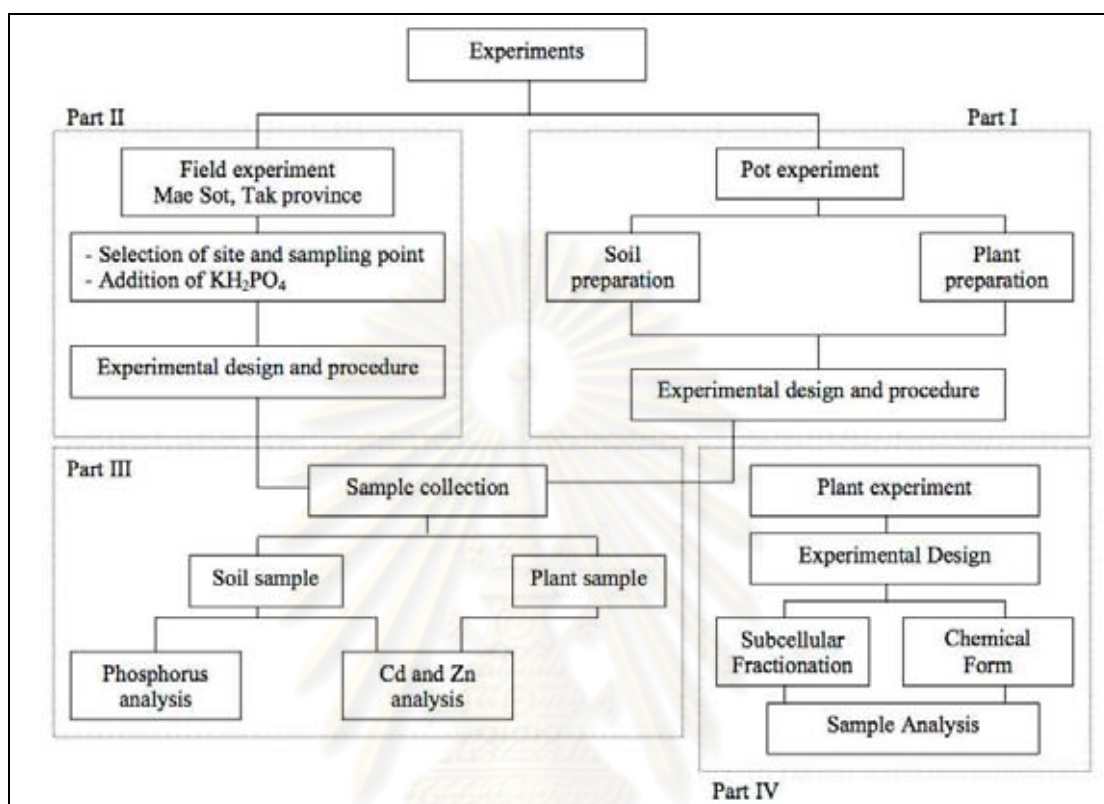 Experiments
Part II
Part I
Field experiment
Mae Sot, Tak province
Pot experiment
- Selection of site and sampling point
- Addition of KH₂PO₄
Soil
preparation
Plant
preparation
Experimental design and procedure
Experimental design and procedure
Part III
Sample collection
Plant experiment
Experimental Design
Soil sample
Plant sample
Subcellular
Fractionation
Chemical
Form
Phosphorus
analysis
Cd and Zn
analysis
Sample Analysis
Part IV